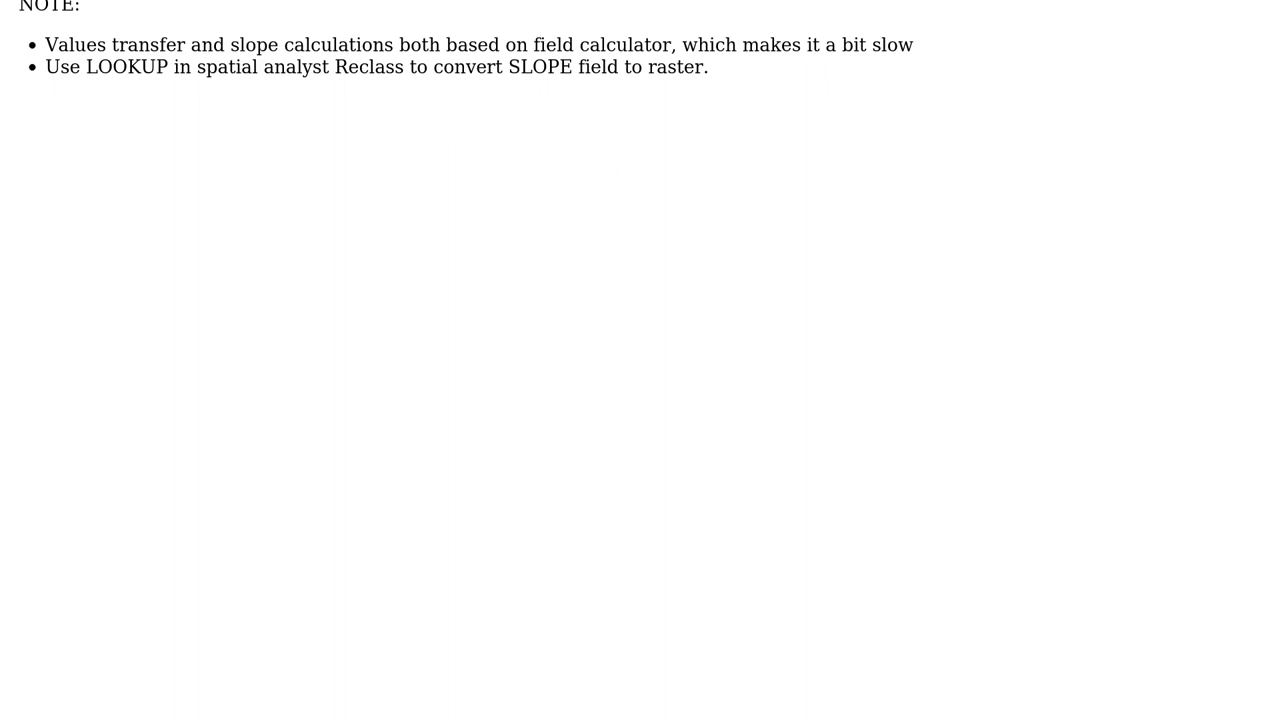 NOTE:
• Values transfer and slope calculations both based on field calculator, which makes it a bit slow
• Use LOOKUP in spatial analyst Reclass to convert SLOPE field to raster.